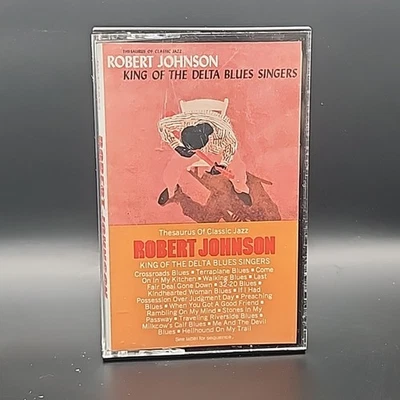 THESAURUS OF CLASSIC JAZZ
ROBERT JOHNSON
KING OF THE DELTA BLUES SINGERS
ROBERT JOHNSON
Thesaurus Of Classic Jazz
ROBERT JOHNSON
KING OF THE DELTA BLUES SINGERS
Crossroads Blues • Terraplane Blues • Come
On In My Kitchen • Walking Blues • Last
Fair Deal Gone Down • 32-20 Blues •
Kindhearted Woman Blues • If I Had
Possession Over Judgment Day • Preaching
Blues • When You Got A Good Friend •
Rambling On My Mind • Stones in My
Passway • Traveling Riverside Blues •
Milkcow's Calf Blues • Me And The Devil
Blues • Hellhound On My Trail
See label for sequence.